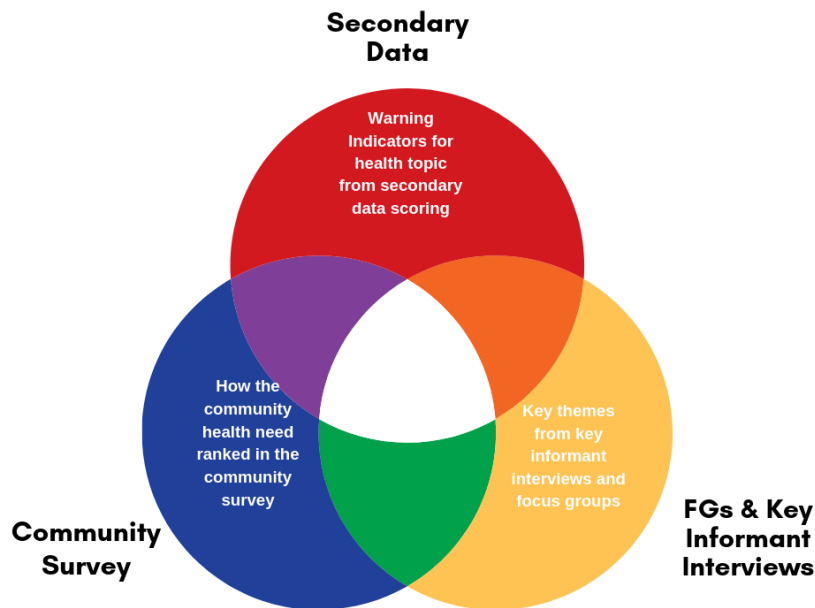 Secondary
Data
Warning
Indicators for
health topic
from secondary
data scoring
How the
community
health need
ranked in the
community
survey
Key themes
from key
informant
interviews and
focus groups
Community
Survey
FGs & Key
Informant
Interviews